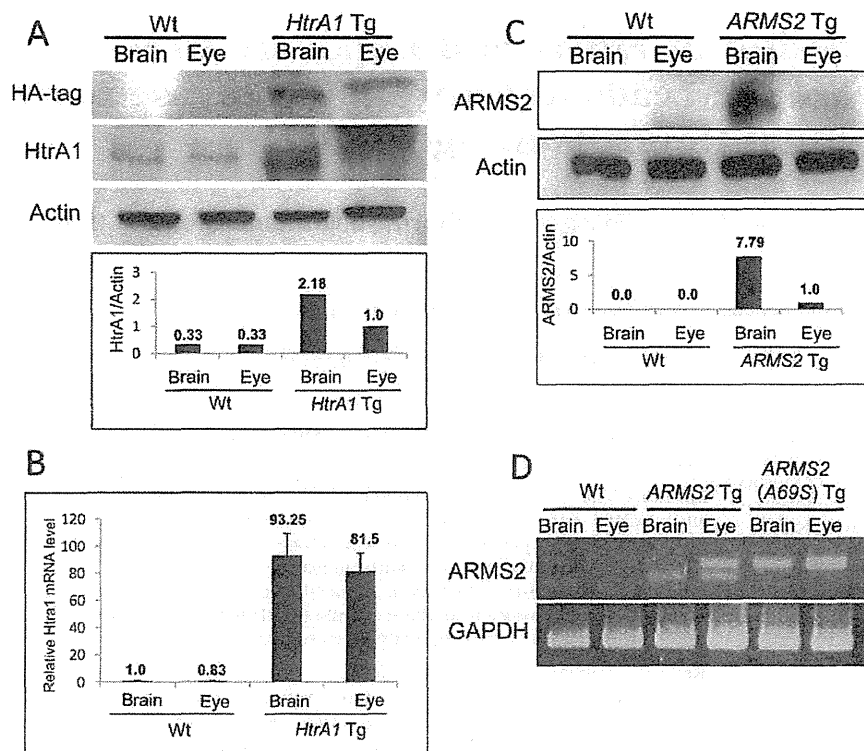 A
Wt
HtrA1 Tg
Brain Eye Brain Eye
HA-tag
HtrA1
Actin
HtrA1/Actin
3
2
1
0
0.33
0.33
2.18
1.0
Brain Eye Brain Eye
Wt
HtrA1 Tg
B
Relative Htra1 mRNA level
120
100
80
60
40
20
0
1.0
0.83
93.25
81.5
Brain Eye Brain Eye
Wt
HtrA1 Tg
C
Wt
ARMS2 Tg
Brain Eye Brain Eye
ARMS2
Actin
ARMS2/Actin
10
5
0
0.0
0.0
7.79
1.0
Brain Eye Brain Eye
Wt
ARMS2 Tg
D
Wt
ARMS2 Tg
ARMS2
(A69S) Tg
Brain Eye Brain Eye Brain Eye
ARMS2
GAPDH